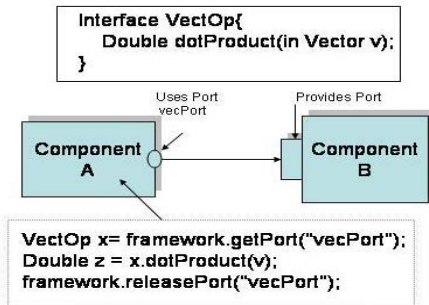 Interface VectOp{
Double dotProduct(in Vector v);
}
Uses Port
vecPort
Provides Port
Component
A
Component
B
VectOp x= framework.getPort("vecPort");
Double z = x.dotProduct(v);
framework.releasePort("vecPort");